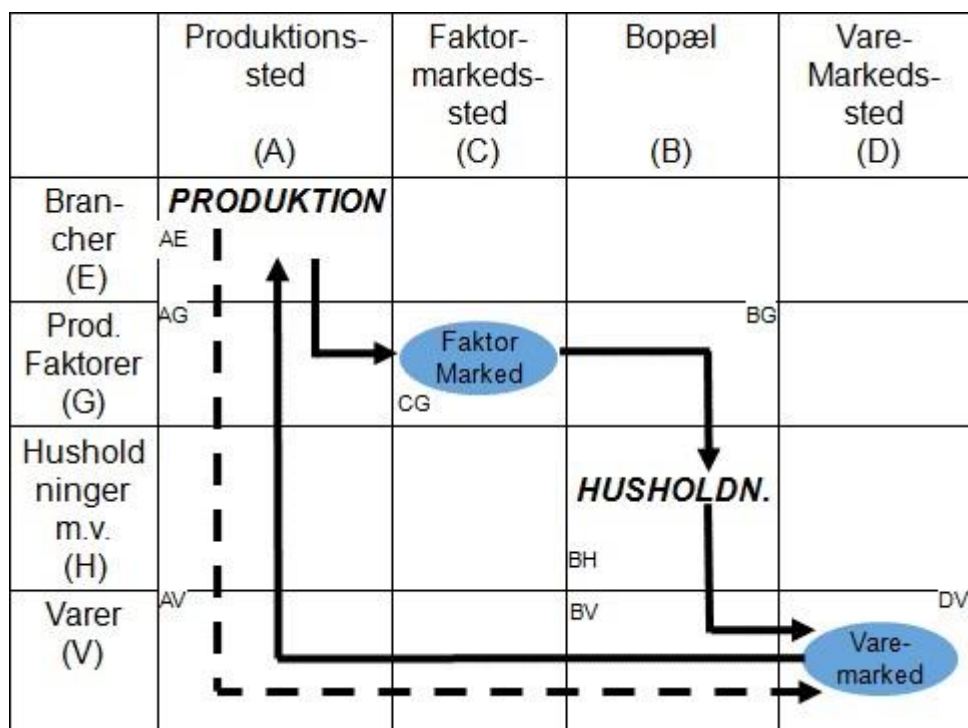 Produktions-
sted
(A)
Faktor-
markeds-
sted
(C)
Bopæl
(B)
Vare-
Markeds-
sted
(D)
Bran-
cher
(E)
PRODUKTION
AE
Prod.
Faktorer
(G)
AG
Faktor
Marked
CG
BG
Hushold
ninger
m.v.
(H)
HUSHOLDN.
BH
Varer
(V)
AV
BV
DV
Vare-
marked